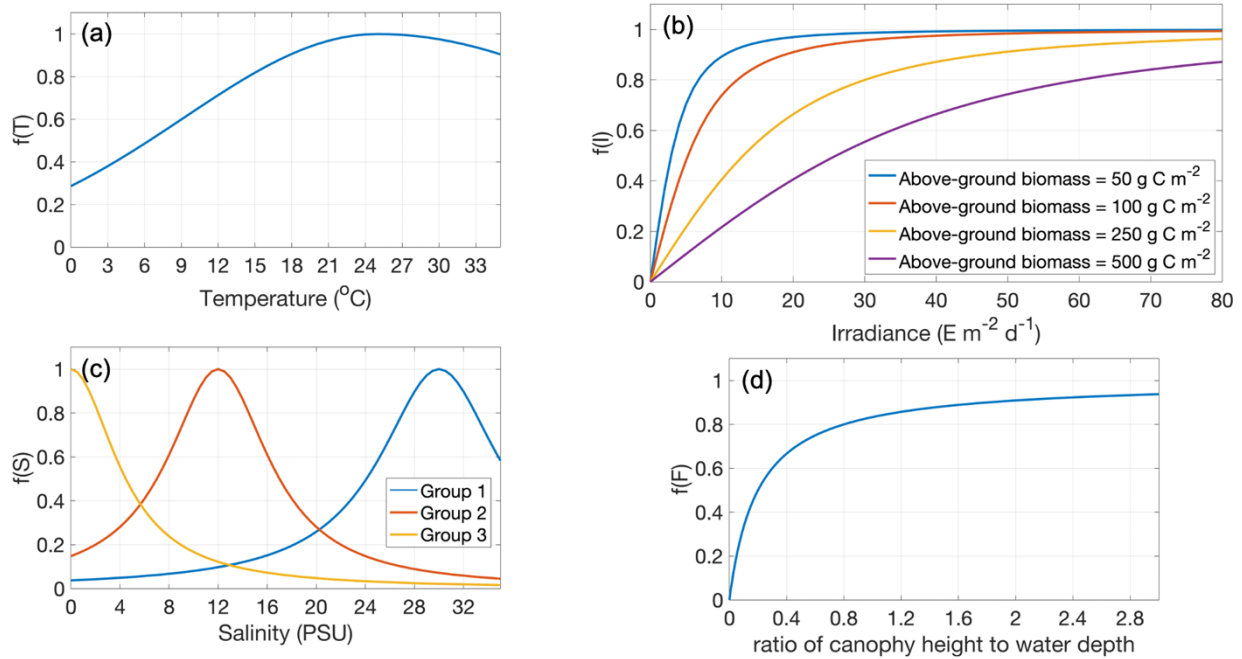 (a)
1
0.8
0.6
0.4
0.2
0
f(T)
0 3 6 9 12 15 18 21 24 27 30 33
Temperature (°C)
(b)
1
0.8
0.6
0.4
0.2
0
f(I)
Above-ground biomass = 50 g C m⁻²
Above-ground biomass = 100 g C m⁻²
Above-ground biomass = 250 g C m⁻²
Above-ground biomass = 500 g C m⁻²
0 10 20 30 40 50 60 70 80
Irradiance (E m⁻² d⁻¹)
(c)
1
0.8
0.6
0.4
0.2
0
f(S)
Group 1
Group 2
Group 3
0 4 8 12 16 20 24 28 32
Salinity (PSU)
(d)
1
0.8
0.6
0.4
0.2
0
f(F)
0 0.4 0.8 1.2 1.6 2 2.4 2.8
ratio of canophy height to water depth